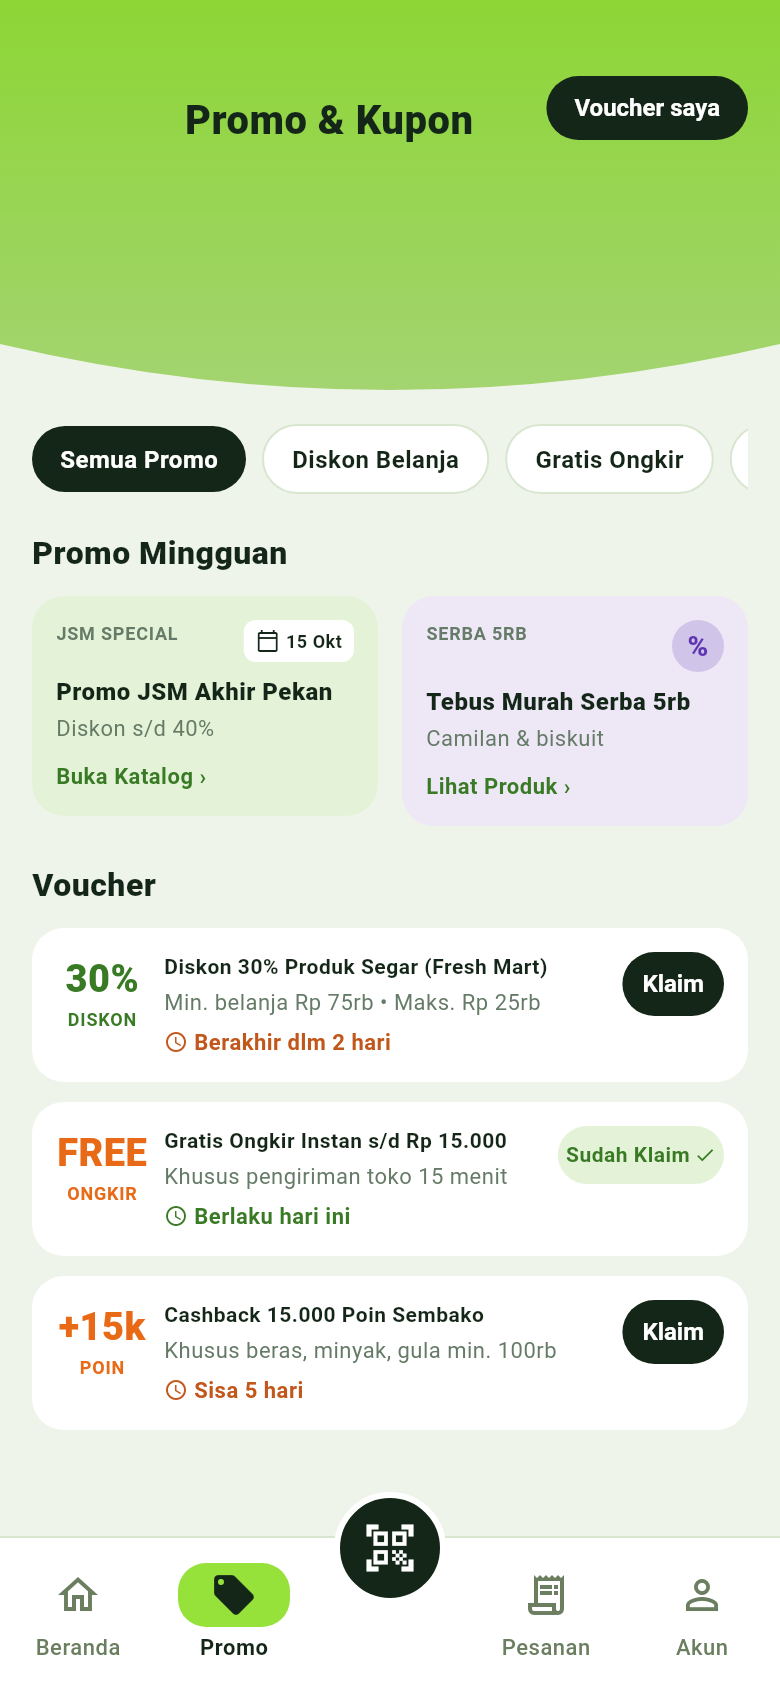 Promo & Kupon
Voucher saya
Semua Promo
Diskon Belanja
Gratis Ongkir
Promo Mingguan
JSM SPECIAL
15 Okt
Promo JSM Akhir Pekan
Diskon s/d 40%
Buka Katalog ›
SERBA 5RB
%
Tebus Murah Serba 5rb
Camilan & biskuit
Lihat Produk ›
Voucher
30%
DISKON
Diskon 30% Produk Segar (Fresh Mart)
Min. belanja Rp 75rb • Maks. Rp 25rb
Berakhir dlm 2 hari
Klaim
FREE
ONGKIR
Gratis Ongkir Instan s/d Rp 15.000
Khusus pengiriman toko 15 menit
Berlaku hari ini
Sudah Klaim ✓
+15k
POIN
Cashback 15.000 Poin Sembako
Khusus beras, minyak, gula min. 100rb
Sisa 5 hari
Klaim
Beranda
Promo
Pesanan
Akun